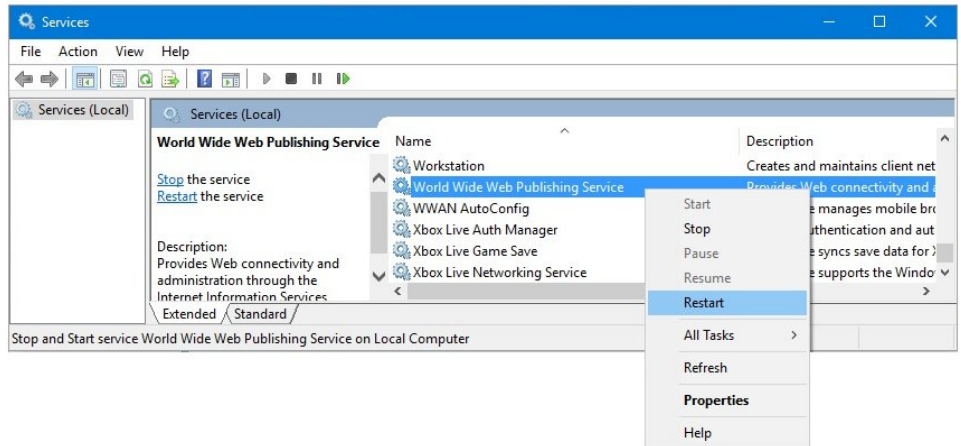 Services
File Action View Help
Services (Local)
Services (Local)
World Wide Web Publishing Service
Stop the service
Restart the service
Description:
Provides Web connectivity and
administration through the
Internet Information Services
Name Description
Workstation Creates and maintains client net
World Wide Web Publishing Service Provides Web connectivity and
WWAN AutoConfig manages mobile bro
Xbox Live Auth Manager uthentication and aut
Xbox Live Game Save syncs save data for
Xbox Live Networking Service supports the Windo
Start
Stop
Pause
Resume
Restart
All Tasks
Refresh
Properties
Help
Extended Standard
Stop and Start service World Wide Web Publishing Service on Local Computer